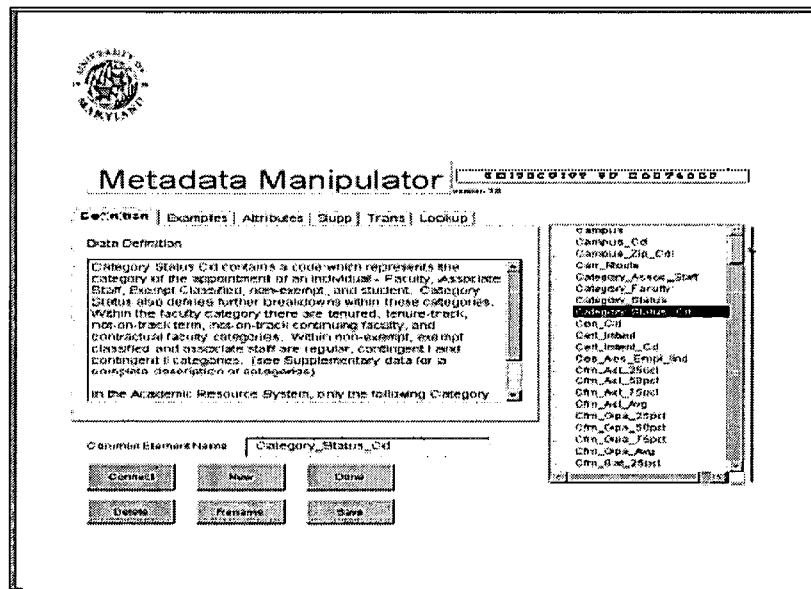 UNIVERSITY OF
MARYLAND
Metadata Manipulator
Definition Examples Attributes Supp Trans Lookup
Data Definition
Category Status Cd contains a code which represents the
category of the appointment of an individual - Faculty, Associate
Staff, Exempt Classified, non-exempt, and student. Category
Status also defines further breakdowns within these categories.
Within the faculty category there are tenured, tenure-track,
not-on-track term, not-on-track continuing faculty, and
contractual faculty categories. Within non-exempt, exempt
classified and associate staff are regular, contingent I and
contingent II categories. (see Supplementary data for a
complete description of categories)
In the Academic Resource System, only the following Category
Common Element Name Category_Status_Cd
Connect New Done
Delete Rename Save
Campus
Campus_Cd
Campus_Zip_Cd
Carr_Route
Category_Assoc_Staff
Category_Faculty
Category_Status
Category_Status_Cd
Cert_Intend
Cert_Intend_Cd
Cfm_Act_25pct
Cfm_Act_50pct
Cfm_Act_75pct
Cfm_Act_Avg
Cfm_Gpa_25pct
Cfm_Gpa_50pct
Cfm_Gpa_75pct
Cfm_Gpa_Avg
Cfm_Sat_25pct